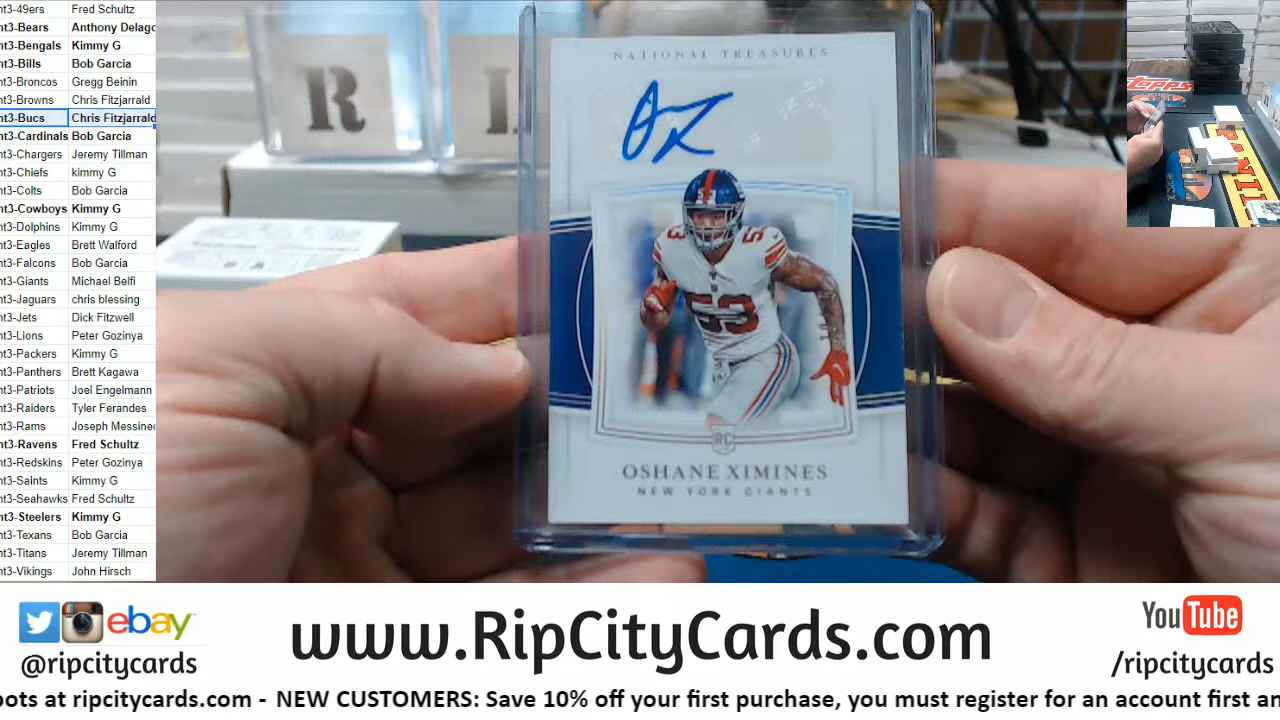 nt3-49ers Fred Schultz
nt3-Bears Anthony Delago
nt3-Bengals Kimmy G
nt3-Bills Bob Garcia
nt3-Broncos Gregg Beinin
nt3-Browns Chris Fitzjarrald
nt3-Bucs Chris Fitzjarrald
nt3-Cardinals Bob Garcia
nt3-Chargers Jeremy Tillman
nt3-Chiefs kimmy G
nt3-Colts Bob Garcia
nt3-Cowboys Kimmy G
nt3-Dolphins Kimmy G
nt3-Eagles Brett Walford
nt3-Falcons Bob Garcia
nt3-Giants Michael Belfi
nt3-Jaguars chris blessing
nt3-Jets Dick Fitzwell
nt3-Lions Peter Gozinya
nt3-Packers Kimmy G
nt3-Panthers Brett Kagawa
nt3-Patriots Joel Engelmann
nt3-Raiders Tyler Ferandes
nt3-Rams Joseph Messineo
nt3-Ravens Fred Schultz
nt3-Redskins Peter Gozinya
nt3-Saints Kimmy G
nt3-Seahawks Fred Schultz
nt3-Steelers Kimmy G
nt3-Texans Bob Garcia
nt3-Titans Jeremy Tillman
nt3-Vikings John Hirsch
R I
NATIONAL TREASURES
53
53
RC
OSHANE XIMINES
NEW YORK GIANTS
Topps
PANINI
ebay
@ripcitycards
www.RipCityCards.com
YouTube
/ripcitycards
pots at ripcitycards.com - NEW CUSTOMERS: Save 10% off your first purchase, you must register for an account first an